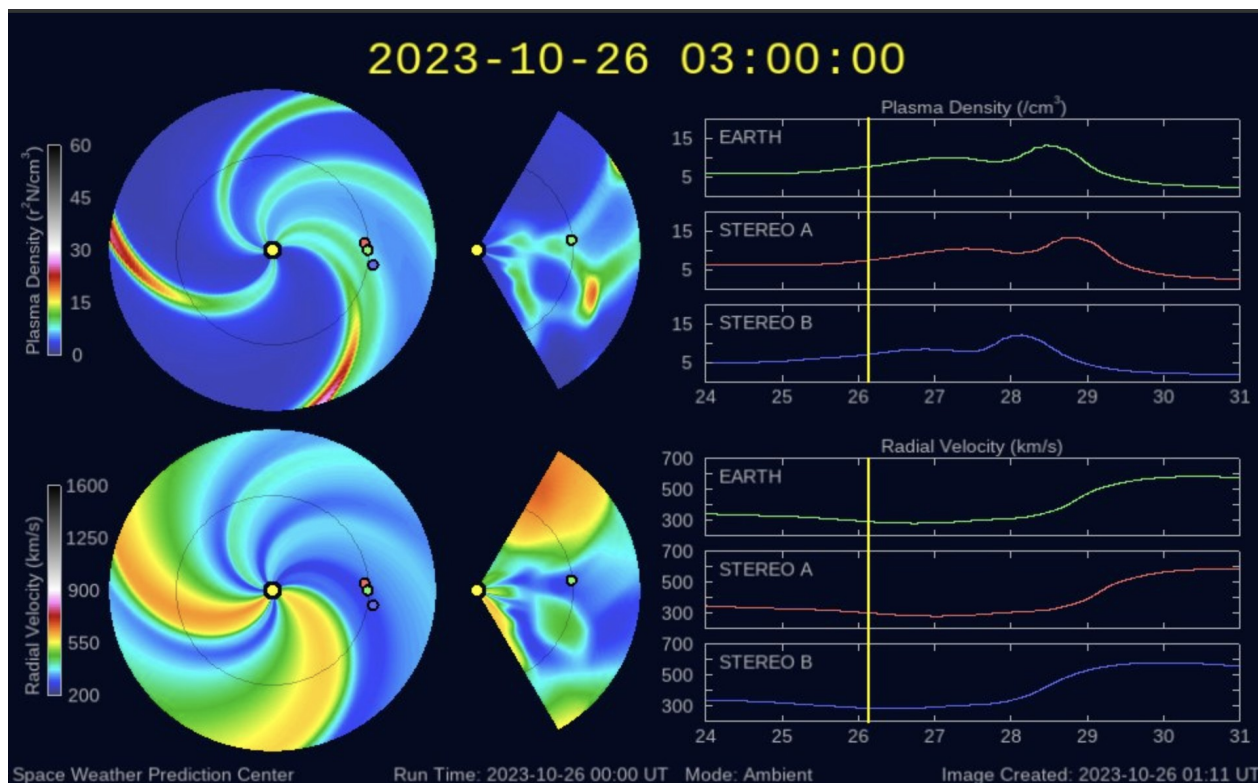 2023-10-26 03:00:00
Plasma Density (r²N/cm³)
60
45
30
15
0
Plasma Density (/cm³)
EARTH
15
5
STEREO A
15
5
STEREO B
15
5
24 25 26 27 28 29 30 31
Radial Velocity (km/s)
1600
1250
900
550
200
Radial Velocity (km/s)
EARTH
700
500
300
STEREO A
700
500
300
STEREO B
700
500
300
24 25 26 27 28 29 30 31
Space Weather Prediction Center Run Time: 2023-10-26 00:00 UT Mode: Ambient Image Created: 2023-10-26 01:11 UT